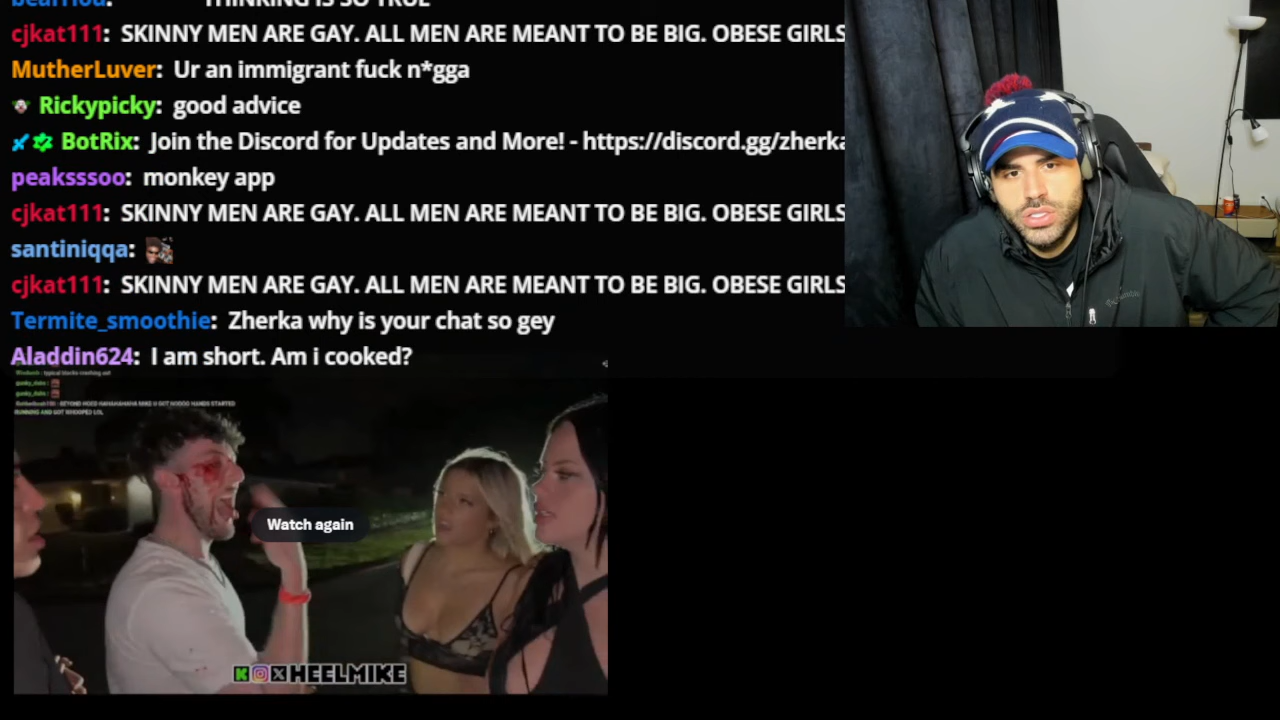 THINKING IS SO TRUE
cjkat111: SKINNY MEN ARE GAY. ALL MEN ARE MEANT TO BE BIG. OBESE GIRLS
MutherLuver: Ur an immigrant fuck n*gga
Rickypicky: good advice
BotRix: Join the Discord for Updates and More! - https://discord.gg/zherka
peaksssoo: monkey app
cjkat111: SKINNY MEN ARE GAY. ALL MEN ARE MEANT TO BE BIG. OBESE GIRLS
santiniqqa:
cjkat111: SKINNY MEN ARE GAY. ALL MEN ARE MEANT TO BE BIG. OBESE GIRLS
Termite_smoothie: Zherka why is your chat so gey
Aladdin624: I am short. Am i cooked?
Watch again
HEELMIKE